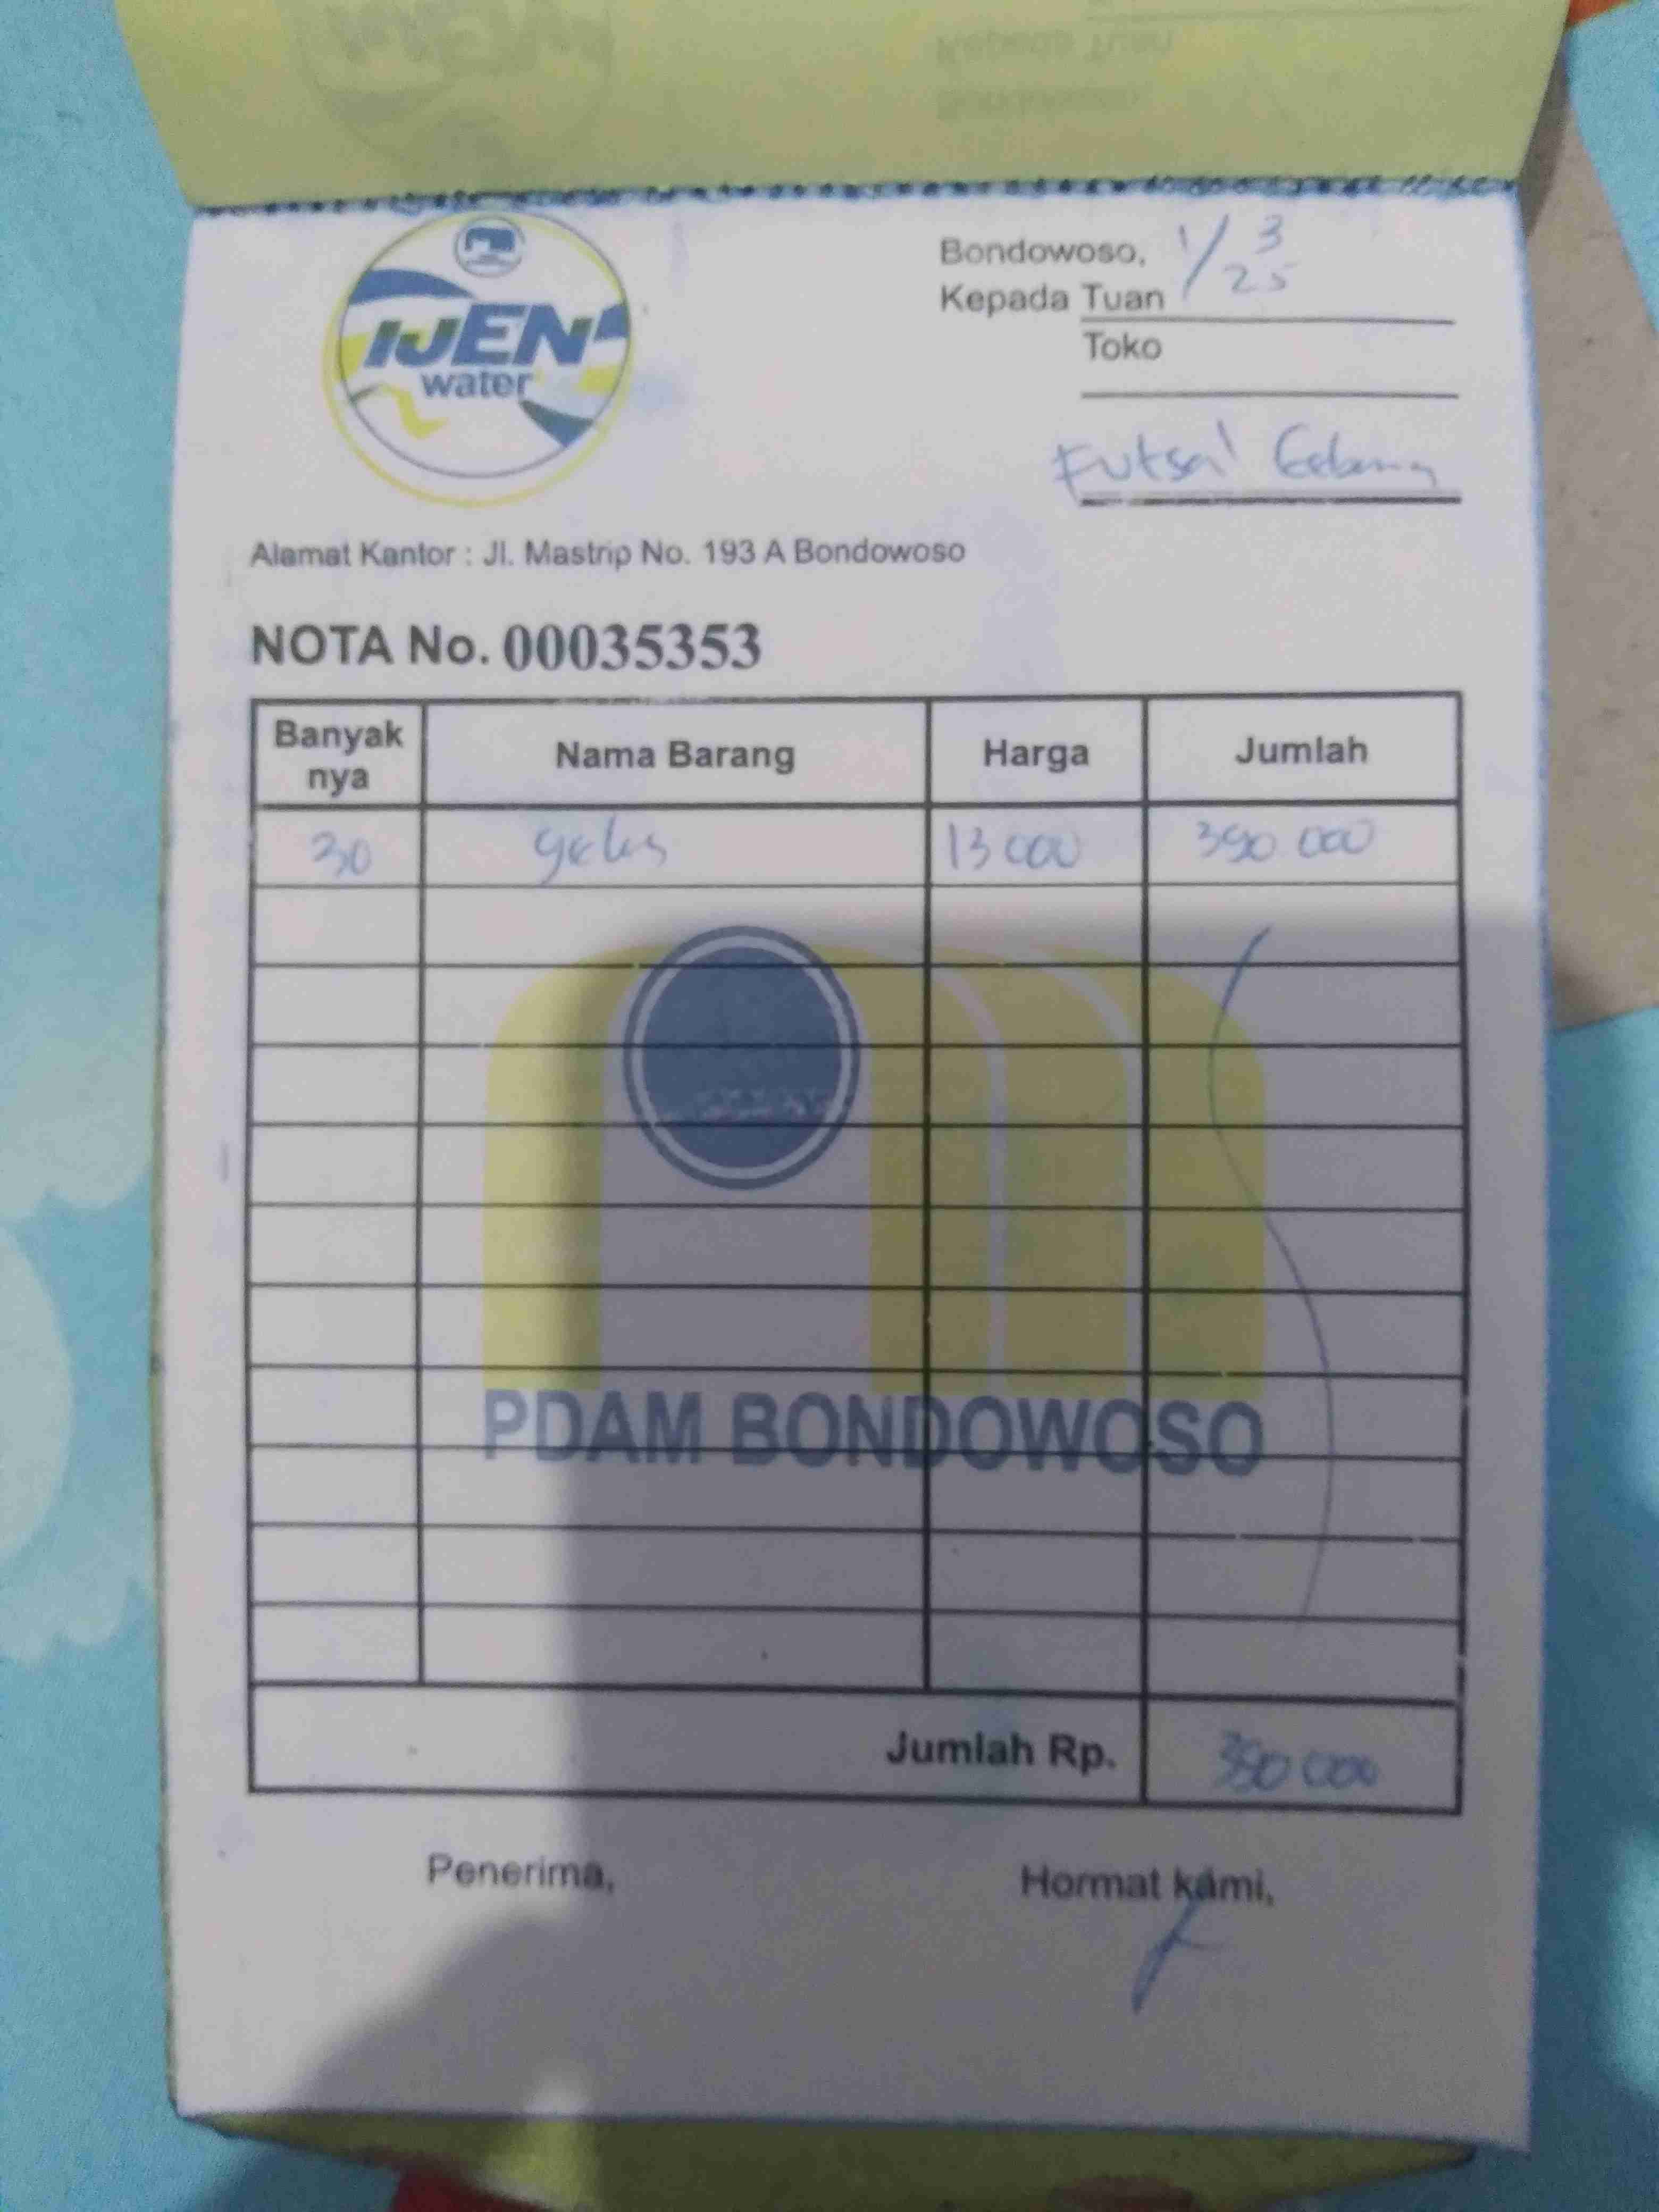 IJEN
water
Bondowoso, 1/3
25
Kepada Tuan
Toko
Futsal
Alamat Kantor : Jl. Mastrip No. 193 A Bondowoso
NOTA No. 00035353
Banyak nya Nama Barang Harga Jumlah
30 gelas 13 000 390 000
PDAM BONDOWOSO
Jumlah Rp. 390 000
Penerima, Hormat kami,